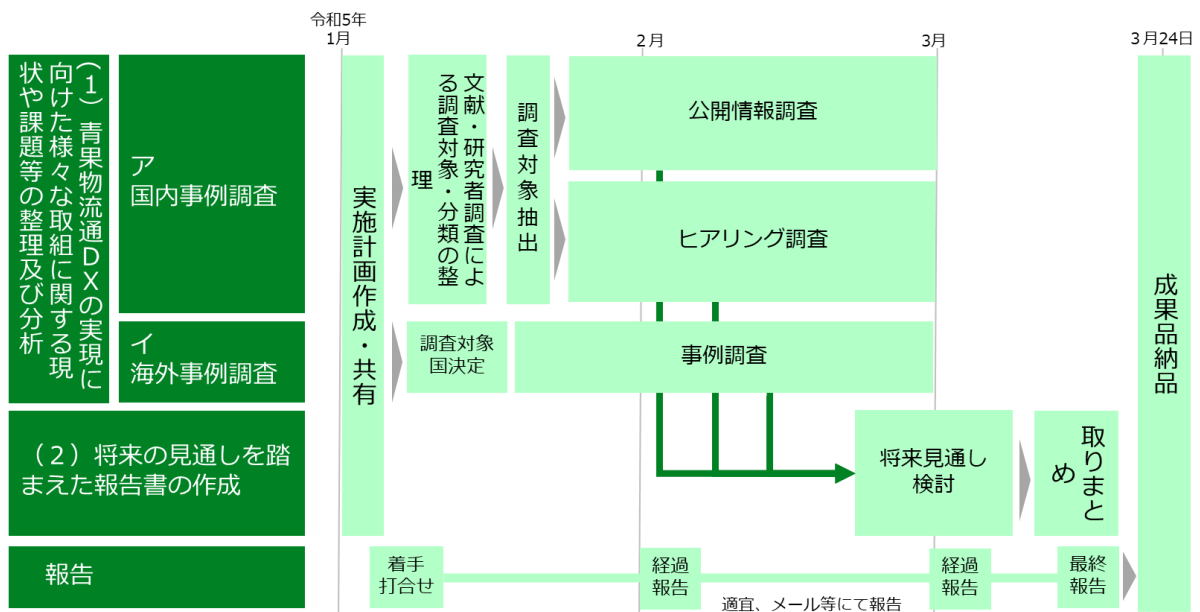 令和5年
1月
2月
3月
3月24日
(1)青果物流通DXの実現に
向けた様々な取組に関する現
状や課題等の整理及び分析
ア
国内事例調査
イ
海外事例調査
実施計画作成・共有
文献・研究者調査によ
る調査対象・分類の整
理
調査対象抽出
公開情報調査
ヒアリング調査
調査対象
国決定
事例調査
成果品納品
(2)将来の見通しを踏
まえた報告書の作成
将来見通し
検討
取りまと
め
報告
着手
打合せ
経過
報告
経過
報告
最終
報告
適宜、メール等にて報告